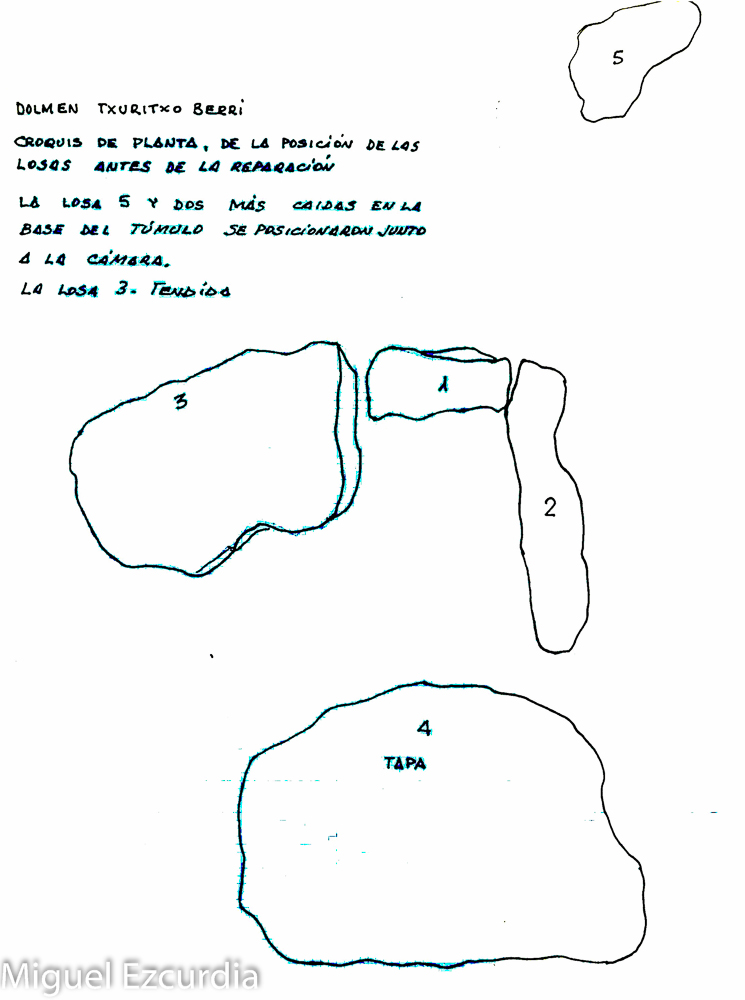 5
DOLMEN TXURITXO BERRI
CROQUIS DE PLANTA, DE LA POSICIÓN DE LAS
LOSAS ANTES DE LA REPARACIÓN
LA LOSA 5 Y DOS MÁS CAIDAS EN LA
BASE DEL TÚMULO SE POSICIONARON JUNTO
A LA CÁMARA.
LA LOSA 3- TENDIDA
3
1
2
4
TAPA
Miguel Ezcurdia